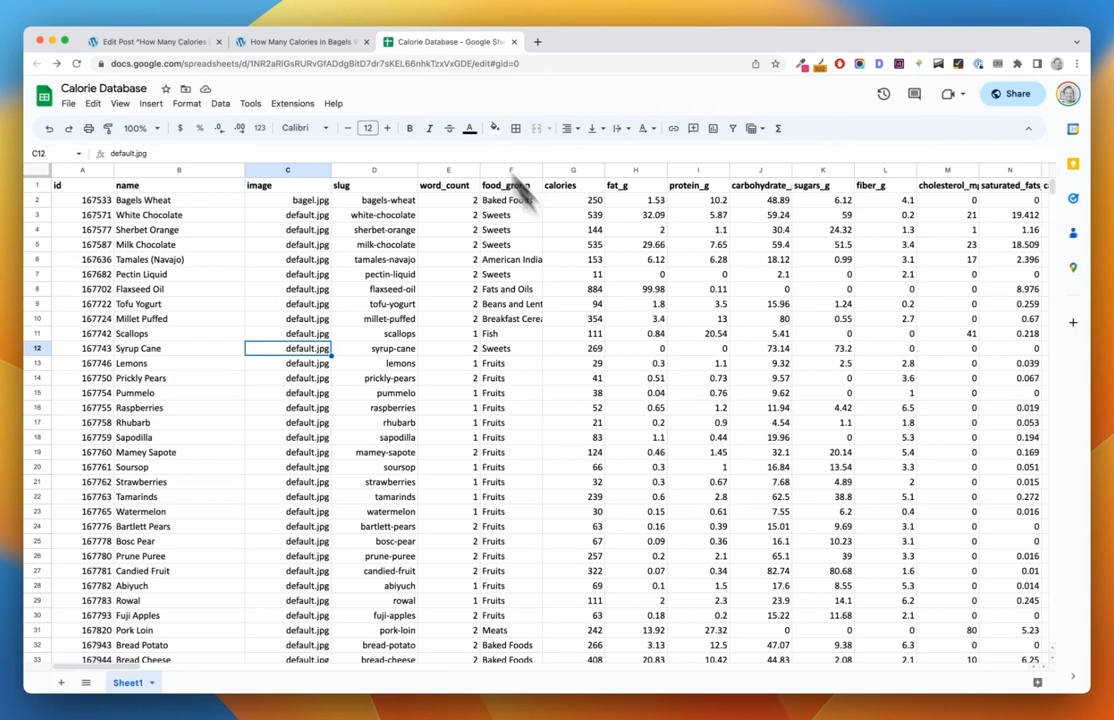 Edit Post "How Many Calories
How Many Calories in Bagels W
Calorie Database - Google She
docs.google.com/spreadsheets/d/1NR2aRlGsRURvGfADdgBitD7dr7sKEL66nhkTzxVxGDE/edit#gid=0
Calorie Database
File Edit View Insert Format Data Tools Extensions Help
Share
100% $ % .0 .00 123 Calibri 12 B I A
C12 fx default.jpg
A B C D E F G H I J K L M N
1 id name image slug word_count calories fat_g protein_g carbohydrate_ sugars_g fiber_g cholesterol_m saturated_fats
2 167533 Bagels Wheat bagel.jpg bagels-wheat 2 Baked 250 1.53 10.2 48.89 6.12 4.1 0 0
3 167571 White Chocolate default.jpg white-chocolate 2 Sweets 539 32.09 5.87 59.24 59 0.2 21 19.412
4 167577 Sherbet Orange default.jpg sherbet-orange 2 Sweets 144 2 1.1 30.4 24.32 1.3 1 1.16
5 167587 Milk Chocolate default.jpg milk-chocolate 2 Sweets 535 29.66 7.65 59.4 51.5 3.4 23 18.509
6 167636 Tamales (Navajo) default.jpg tamales-navajo 2 American India 153 6.12 6.28 18.12 0.99 3.1 17 2.396
7 167682 Pectin Liquid default.jpg pectin-liquid 2 Sweets 11 0 0 2.1 0 2.1 0 0
8 167702 Flaxseed Oil default.jpg flaxseed-oil 2 Fats and Oils 884 99.98 0.11 0 0 0 0 8.976
9 167722 Tofu Yogurt default.jpg tofu-yogurt 2 Beans and Lent 94 1.8 3.5 15.96 1.24 0.2 0 0.259
10 167724 Millet Puffed default.jpg millet-puffed 2 Breakfast Cerea 354 3.4 13 80 0.55 2.7 0 0.67
11 167742 Scallops default.jpg scallops 1 Fish 111 0.84 20.54 5.41 0 0 41 0.218
12 167743 Syrup Cane default.jpg syrup-cane 2 Sweets 269 0 0 73.14 73.2 0 0 0
13 167746 Lemons default.jpg lemons 1 Fruits 29 0.3 1.1 9.32 2.5 2.8 0 0.039
14 167750 Prickly Pears default.jpg prickly-pears 2 Fruits 41 0.51 0.73 9.57 0 3.6 0 0.067
15 167754 Pummelo default.jpg pummelo 1 Fruits 38 0.04 0.76 9.62 0 1 0 0
16 167755 Raspberries default.jpg raspberries 1 Fruits 52 0.65 1.2 11.94 4.42 6.5 0 0.019
17 167758 Rhubarb default.jpg rhubarb 1 Fruits 21 0.2 0.9 4.54 1.1 1.8 0 0.053
18 167759 Sapodilla default.jpg sapodilla 1 Fruits 83 1.1 0.44 19.96 0 5.3 0 0.194
19 167760 Mamey Sapote default.jpg mamey-sapote 2 Fruits 124 0.46 1.45 32.1 20.14 5.4 0 0.169
20 167761 Soursop default.jpg soursop 1 Fruits 66 0.3 1 16.84 13.54 3.3 0 0.051
21 167762 Strawberries default.jpg strawberries 1 Fruits 32 0.3 0.67 7.68 4.89 2 0 0.015
22 167763 Tamarinds default.jpg tamarinds 1 Fruits 239 0.6 2.8 62.5 38.8 5.1 0 0.272
23 167765 Watermelon default.jpg watermelon 1 Fruits 30 0.15 0.61 7.55 6.2 0.4 0 0.016
24 167776 Bartlett Pears default.jpg bartlett-pears 2 Fruits 63 0.16 0.39 15.01 9.69 3.1 0 0
25 167778 Bosc Pear default.jpg bosc-pear 2 Fruits 67 0.09 0.36 16.1 10.23 3.1 0 0
26 167780 Prune Puree default.jpg prune-puree 2 Fruits 257 0.2 2.1 65.1 39 3.3 0 0.016
27 167781 Candied Fruit default.jpg candied-fruit 2 Fruits 322 0.07 0.34 82.74 80.68 1.6 0 0.01
28 167782 Abiyuch default.jpg abiyuch 1 Fruits 69 0.1 1.5 17.6 8.55 5.3 0 0.014
29 167783 Rowal default.jpg rowal 1 Fruits 111 2 2.3 23.9 14.1 6.2 0 0.245
30 167793 Fuji Apples default.jpg fuji-apples 2 Fruits 63 0.18 0.2 15.22 11.68 2.1 0 0
31 167820 Pork Loin default.jpg pork-loin 2 Meats 242 13.92 27.32 0 0 0 80 5.23
32 167943 Bread Potato default.jpg bread-potato 2 Baked Foods 266 3.13 12.5 47.07 9.38 6.3 0 0
33 167944 Bread Cheese default.jpg bread-cheese 2 Baked Foods 408 20.83 10.42 44.83 2.08 2.1 10 6.25
Sheet1